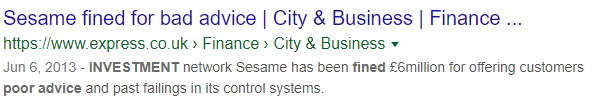 Sesame fined for bad advice | City & Business | Finance ...
https://www.express.co.uk › Finance › City & Business ▾
Jun 6, 2013 - INVESTMENT network Sesame has been fined £6million for offering customers
poor advice and past failings in its control systems.